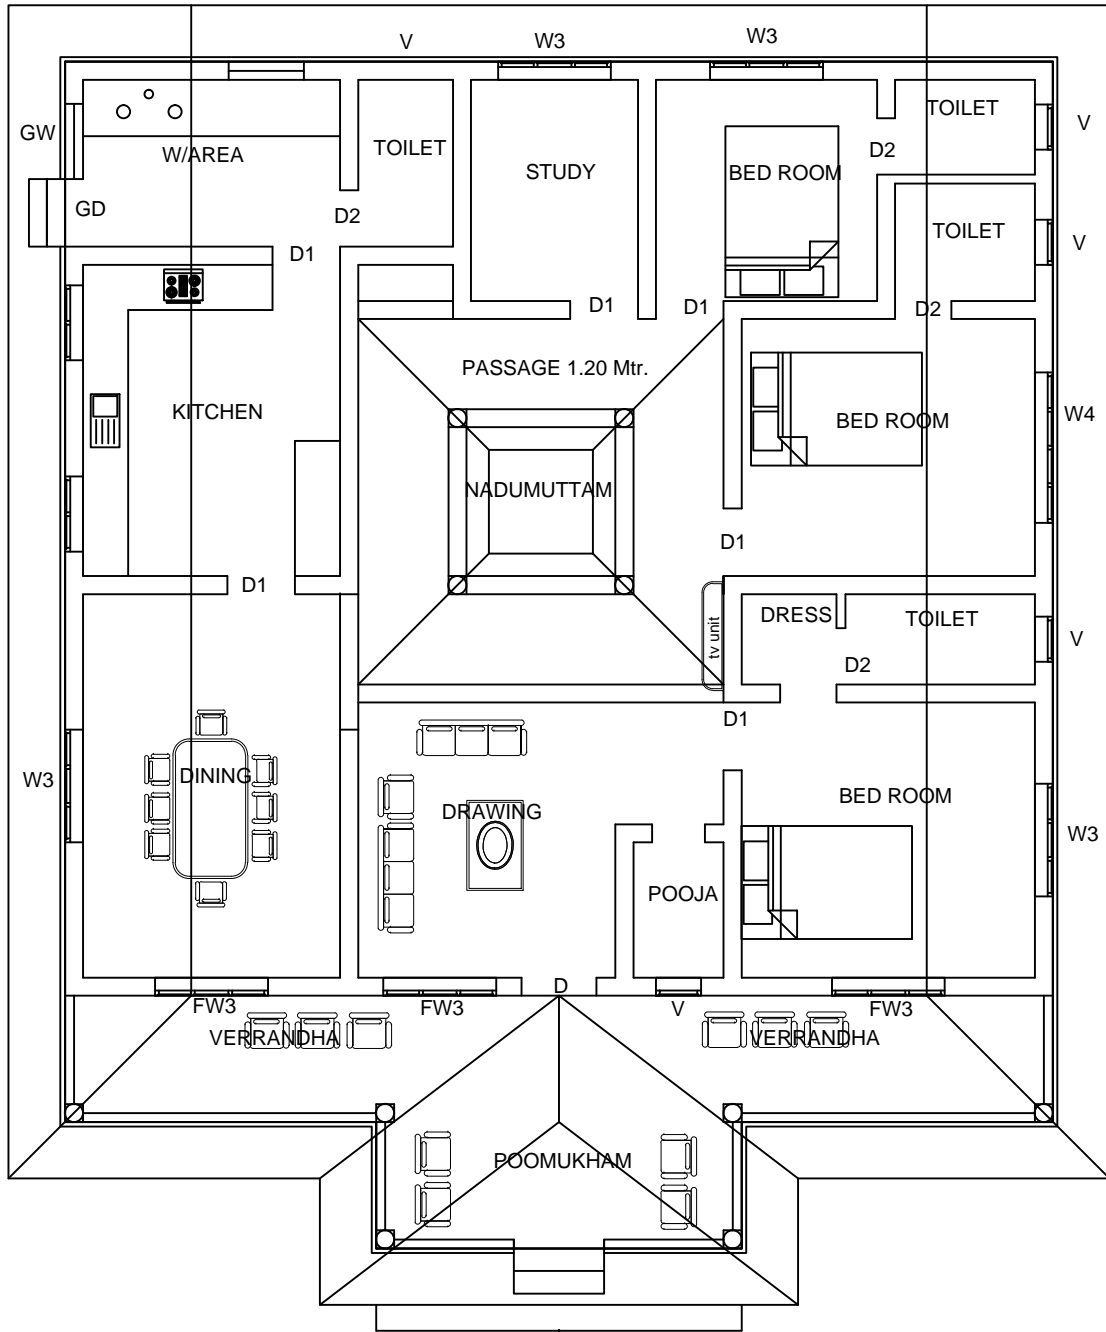 V
W3
W3
GW
W/AREA
TOILET
STUDY
BED ROOM
D2
TOILET
V
GD
D2
D1
TOILET
V
D1
D1
D2
PASSAGE 1.20 Mtr.
KITCHEN
BED ROOM
W4
NADUMUTTAM
D1
D1
tv unit
DRESS
TOILET
V
D2
D1
W3
DINING
DRAWING
BED ROOM
W3
POOJA
FW3
FW3
D
V
FW3
VERRANDHA
VERRANDHA
POOMUKHAM